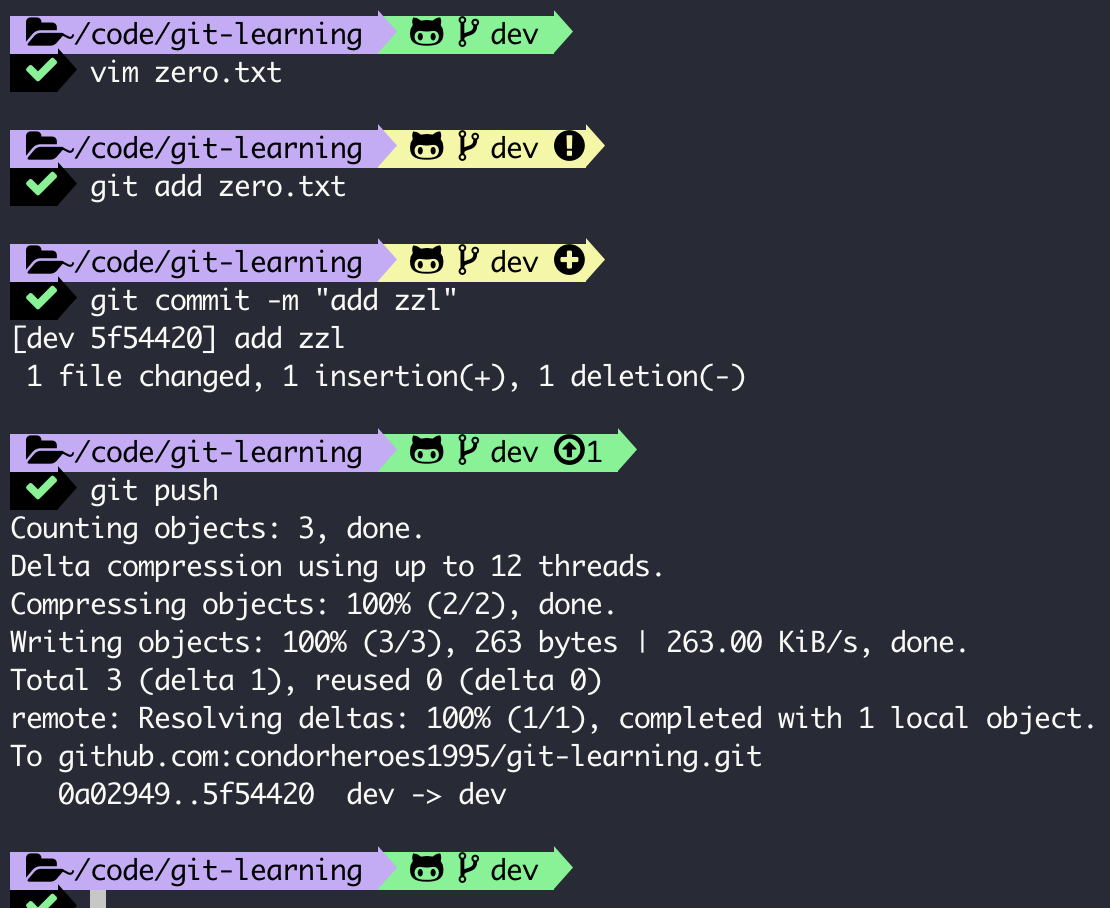 ~/code/git-learning dev
vim zero.txt
~/code/git-learning dev
git add zero.txt
~/code/git-learning dev
git commit -m "add zzl"
[dev 5f54420] add zzl
 1 file changed, 1 insertion(+), 1 deletion(-)
~/code/git-learning dev 1
git push
Counting objects: 3, done.
Delta compression using up to 12 threads.
Compressing objects: 100% (2/2), done.
Writing objects: 100% (3/3), 263 bytes | 263.00 KiB/s, done.
Total 3 (delta 1), reused 0 (delta 0)
remote: Resolving deltas: 100% (1/1), completed with 1 local object.
To github.com:condorheroes1995/git-learning.git
   0a02949..5f54420  dev -> dev
~/code/git-learning dev